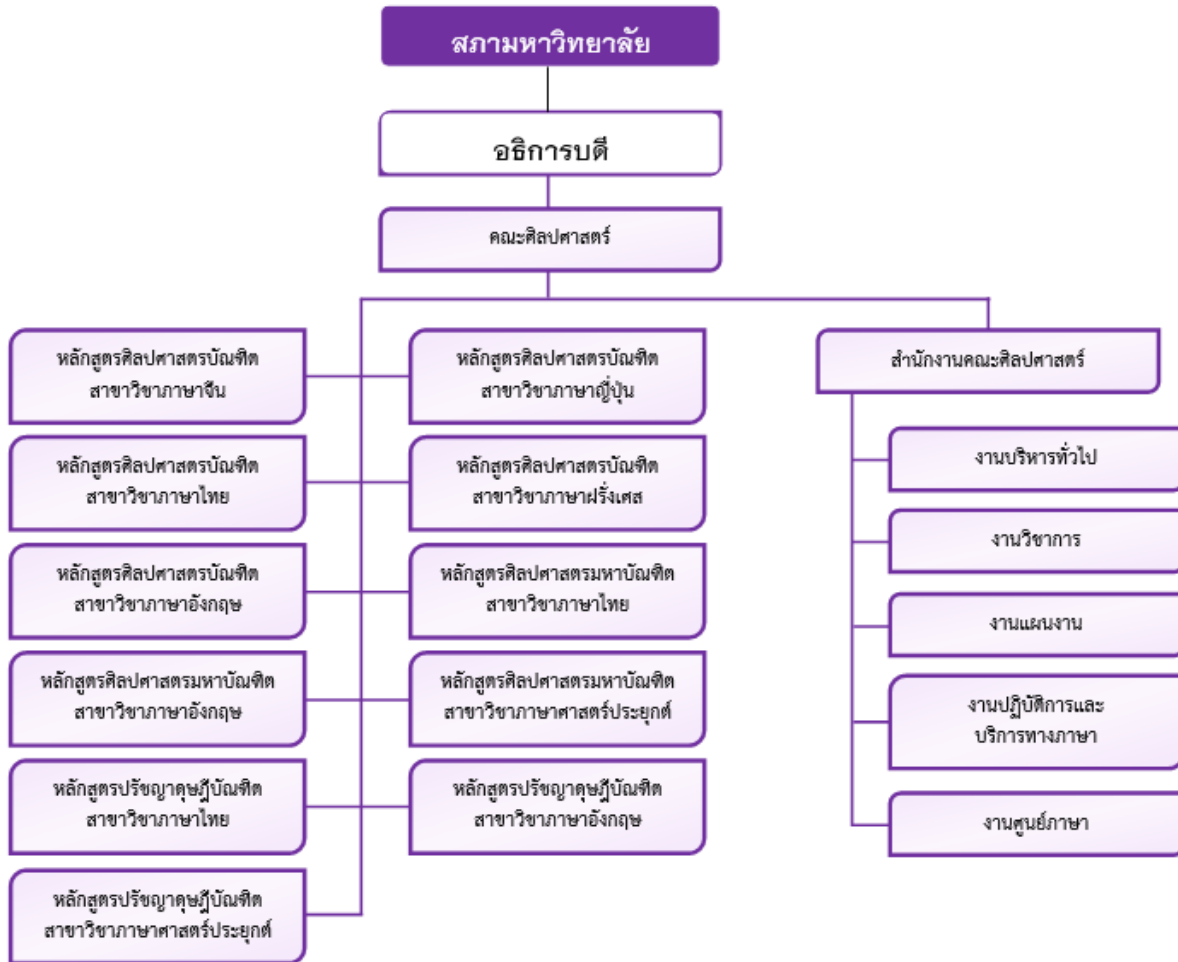 สภามหาวิทยาลัย
อธิการบดี
คณะศิลปศาสตร์
หลักสูตรศิลปศาสตรบัณฑิต
สาขาวิชาภาษาจีน
หลักสูตรศิลปศาสตรบัณฑิต
สาขาวิชาภาษาญี่ปุ่น
หลักสูตรศิลปศาสตรบัณฑิต
สาขาวิชาภาษาไทย
หลักสูตรศิลปศาสตรบัณฑิต
สาขาวิชาภาษาฝรั่งเศส
หลักสูตรศิลปศาสตรบัณฑิต
สาขาวิชาภาษาอังกฤษ
หลักสูตรศิลปศาสตรมหาบัณฑิต
สาขาวิชาภาษาไทย
หลักสูตรศิลปศาสตรมหาบัณฑิต
สาขาวิชาภาษาอังกฤษ
หลักสูตรศิลปศาสตรมหาบัณฑิต
สาขาวิชาภาษาศาสตร์ประยุกต์
หลักสูตรปรัชญาดุษฎีบัณฑิต
สาขาวิชาภาษาไทย
หลักสูตรปรัชญาดุษฎีบัณฑิต
สาขาวิชาภาษาอังกฤษ
หลักสูตรปรัชญาดุษฎีบัณฑิต
สาขาวิชาภาษาศาสตร์ประยุกต์
สำนักงานคณะศิลปศาสตร์
งานบริหารทั่วไป
งานวิชาการ
งานแผนงาน
งานปฏิบัติการและ
บริการทางภาษา
งานศูนย์ภาษา